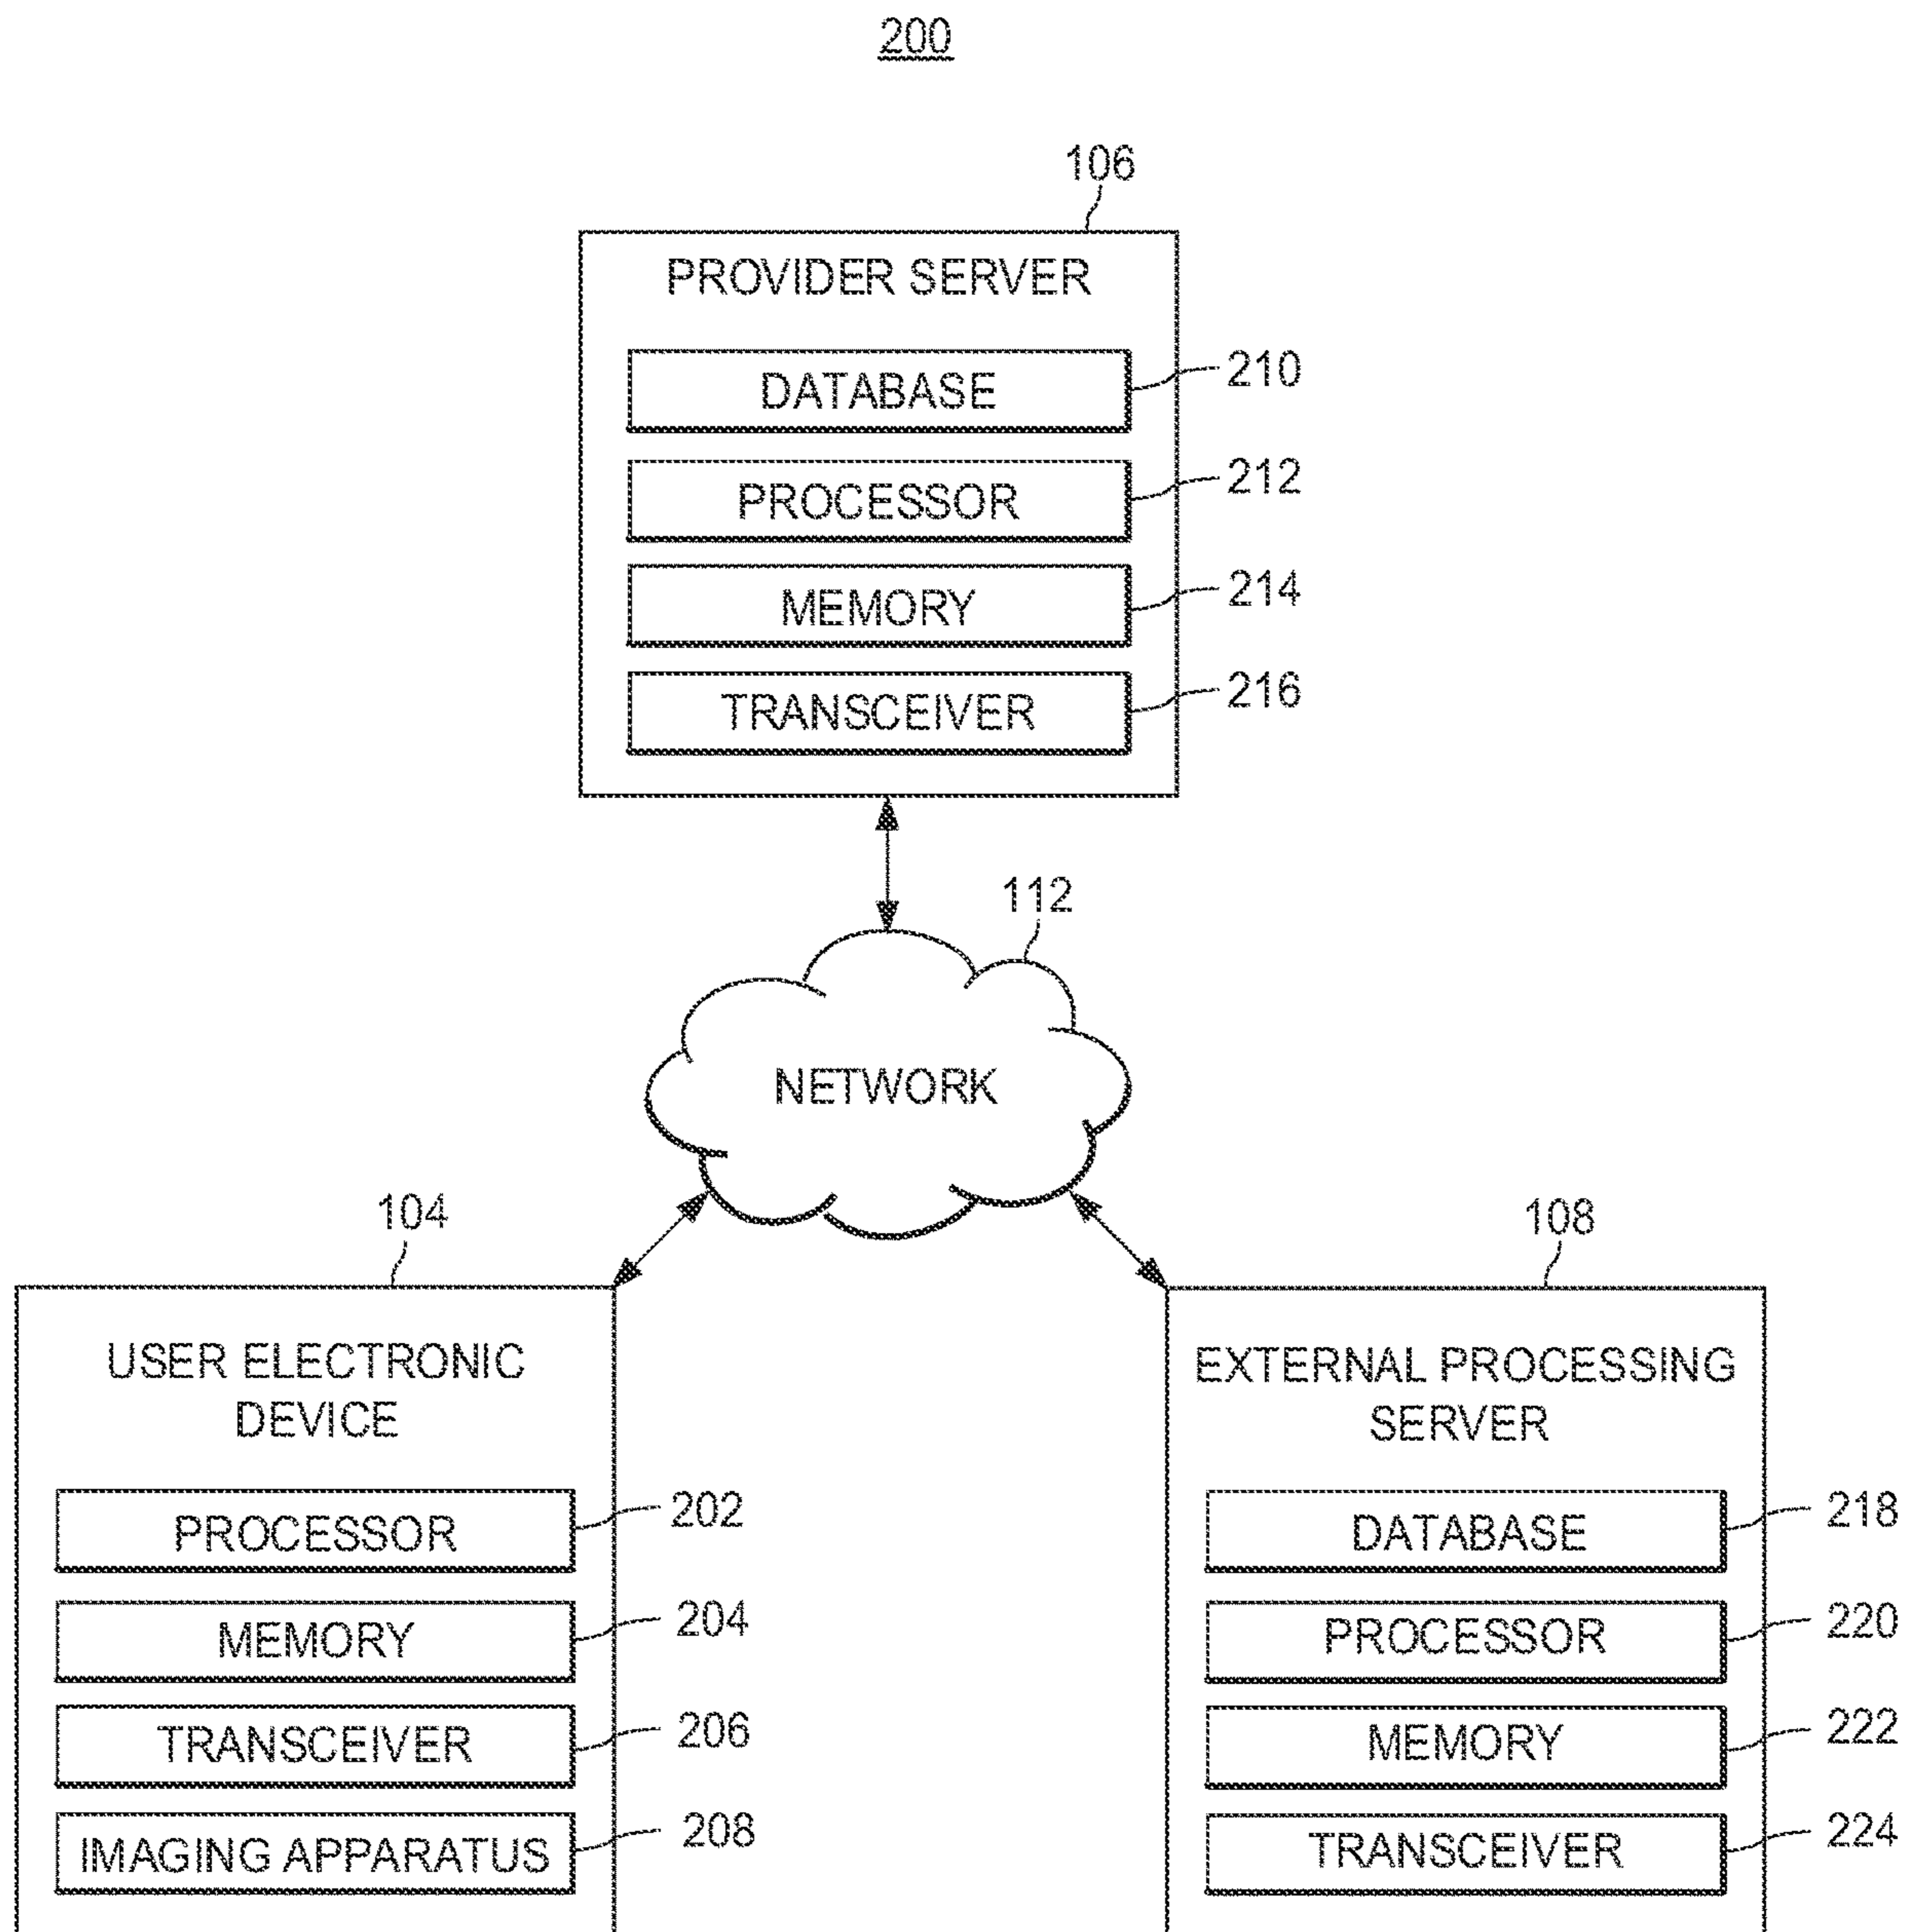 200
106
PROVIDER SERVER
DATABASE
210
PROCESSOR
212
MEMORY
214
TRANSCEIVER
216
112
NETWORK
104
USER ELECTRONIC
DEVICE
PROCESSOR
202
MEMORY
204
TRANSCEIVER
206
IMAGING APPARATUS
208
108
EXTERNAL PROCESSING
SERVER
DATABASE
218
PROCESSOR
220
MEMORY
222
TRANSCEIVER
224